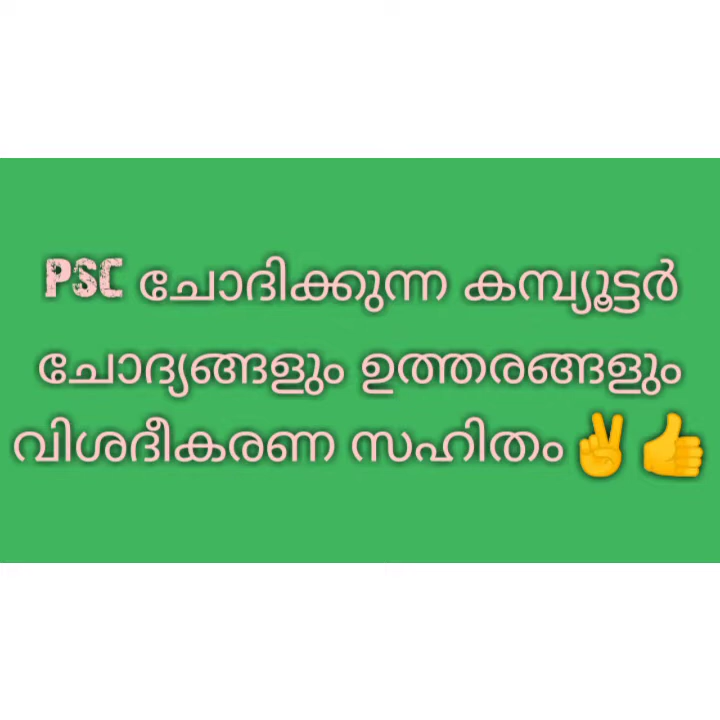 PSC ചോദിക്കുന്ന കമ്പ്യൂട്ടർ
ചോദ്യങ്ങളും ഉത്തരങ്ങളും
വിശദീകരണ സഹിതം✌👍